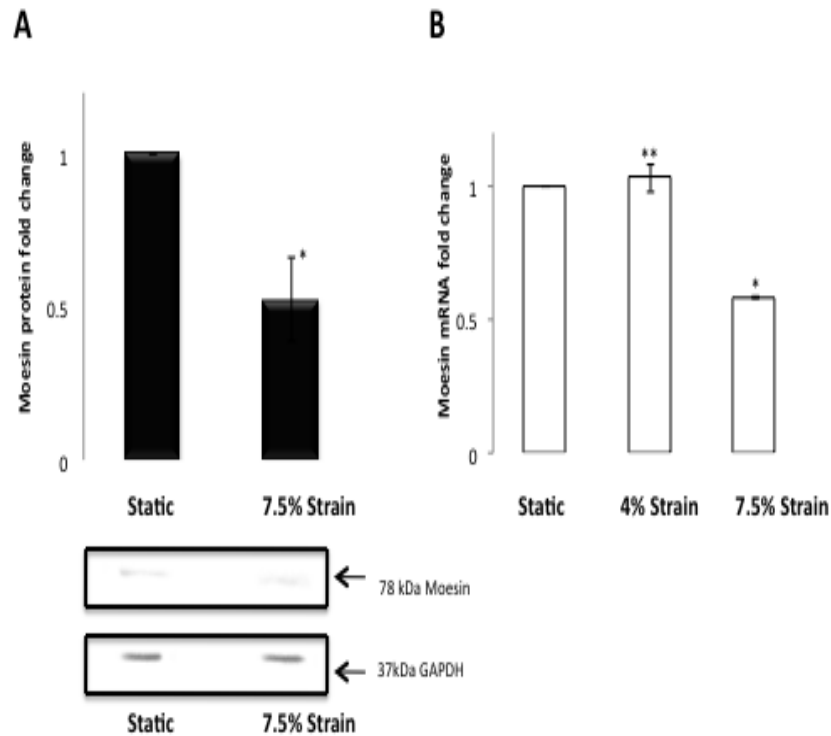 A
Moesin protein fold change
1
0.5
0
*
Static
7.5% Strain
78 kDa Moesin
37kDa GAPDH
Static
7.5% Strain
B
Moesin mRNA fold change
1
0.5
0
**
*
Static
4% Strain
7.5% Strain